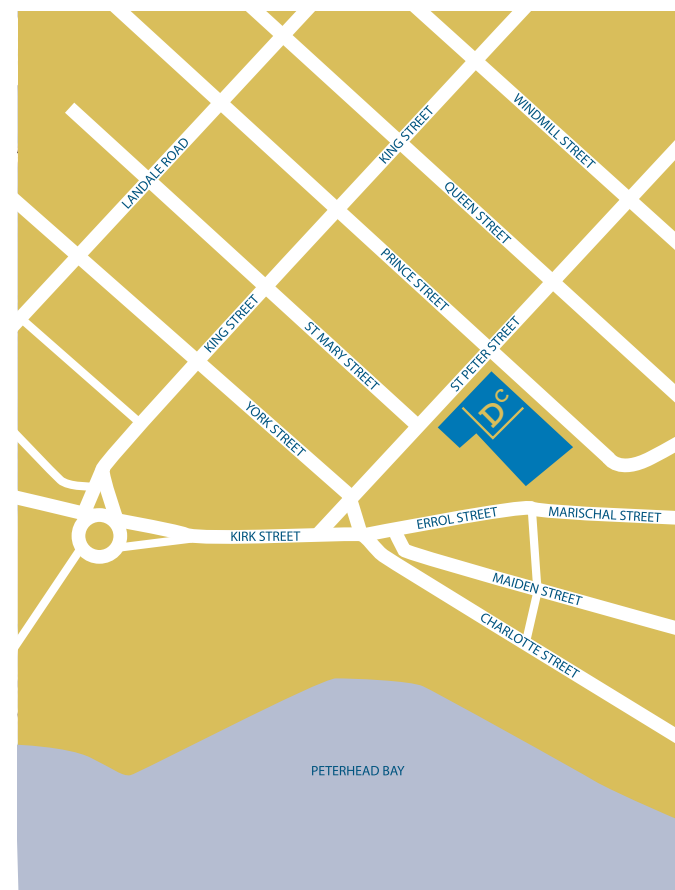 WINDMILL STREET
KING STREET
LANDALE ROAD
QUEEN STREET
PRINCE STREET
KING STREET
ST MARY STREET
ST PETER STREET
DC
YORK STREET
ERROL STREET
MARISCHAL STREET
KIRK STREET
MAIDEN STREET
CHARLOTTE STREET
PETERHEAD BAY